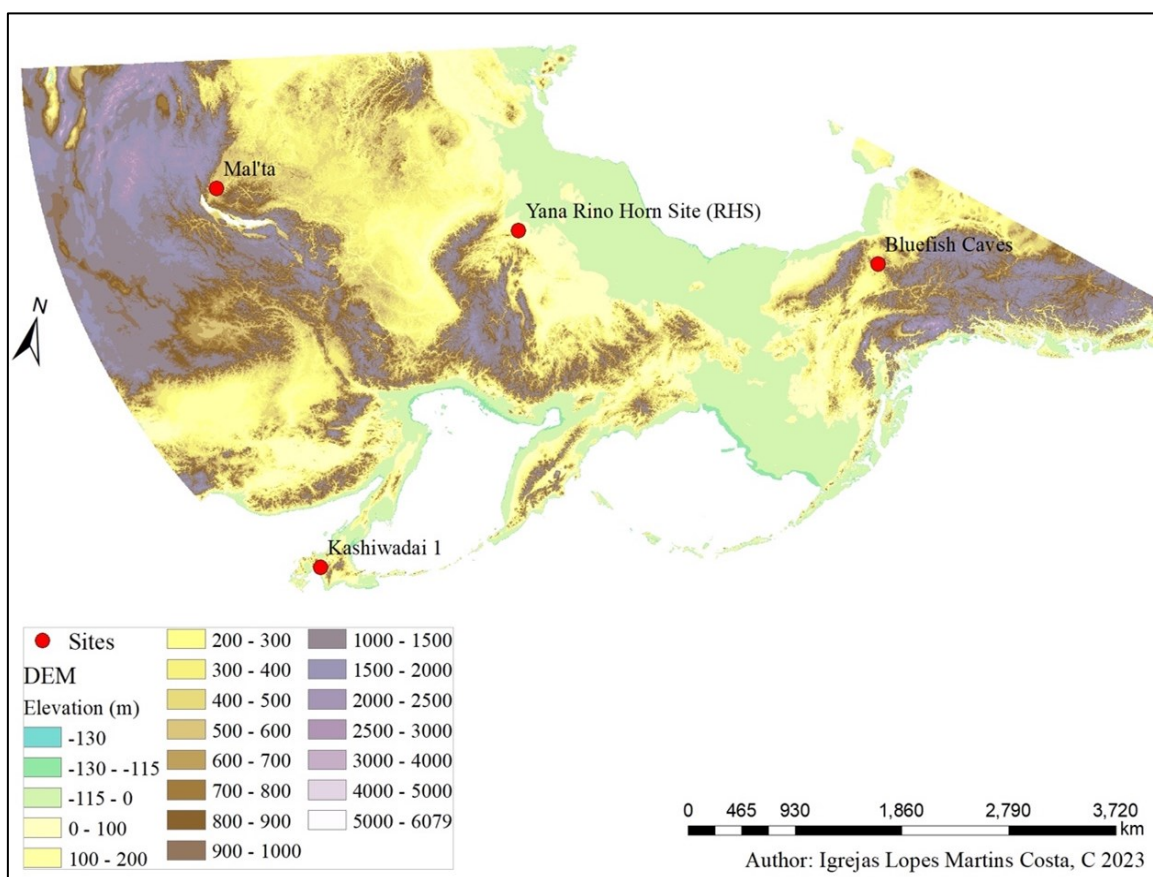 Mal'ta
Yana Rino Horn Site (RHS)
Bluefish Caves
N
Kashiwadai 1
Sites
DEM
Elevation (m)
-130
-130 - -115
-115 - 0
0 - 100
100 - 200
200 - 300
300 - 400
400 - 500
500 - 600
600 - 700
700 - 800
800 - 900
900 - 1000
1000 - 1500
1500 - 2000
2000 - 2500
2500 - 3000
3000 - 4000
4000 - 5000
5000 - 6079
0 465 930 1,860 2,790 3,720
km
Author: Igrejas Lopes Martins Costa, C 2023